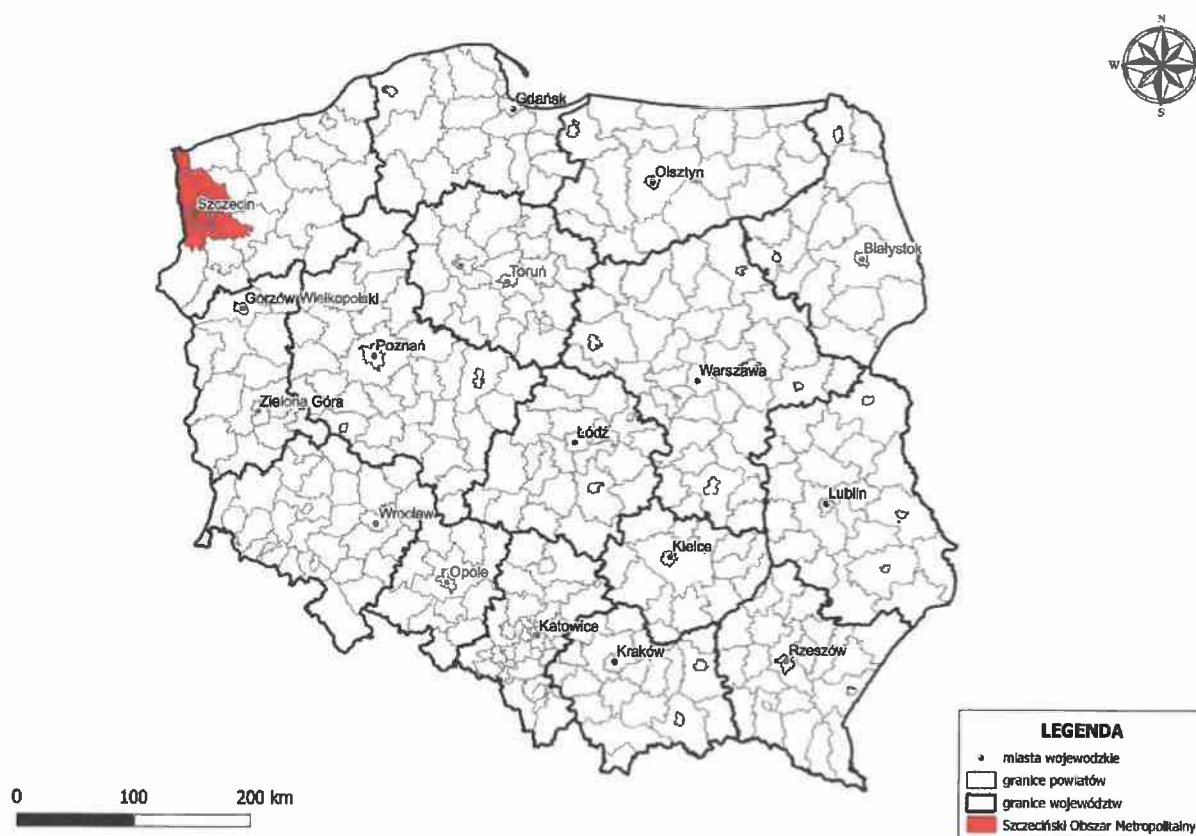 N
W
S
Gdańsk
Olsztyn
Szczecin
Białystok
Toruń
Gorzów Wielkopolski
Poznań
Warszawa
Zielona Góra
Łódź
Lublin
Wrocław
Kielce
Opole
Katowice
Kraków
Rzeszów
LEGENDA
miasta wojewodzkie
granice powiatów
granice województw
Szczeciński Obszar Metropolitalny
0 100 200 km